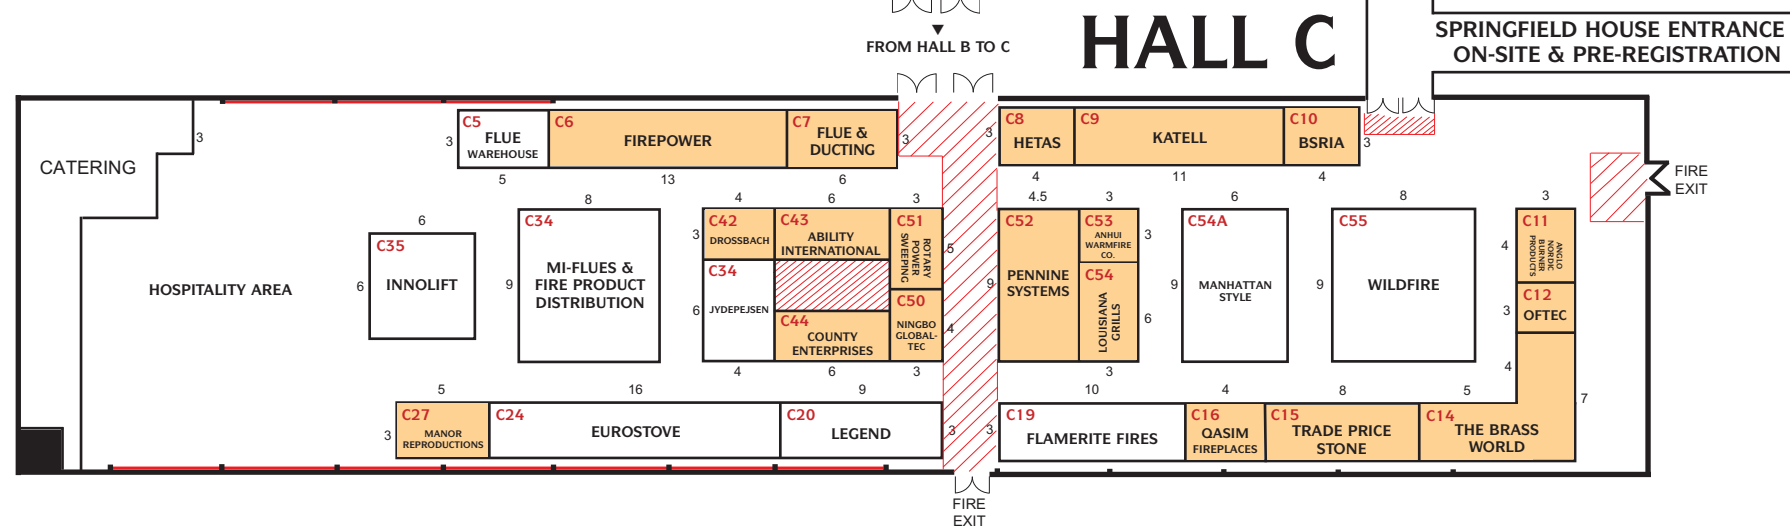 HALL C
SPRINGFIELD HOUSE ENTRANCE
ON-SITE & PRE-REGISTRATION
FROM HALL B TO C
CATERING
3
HOSPITALITY AREA
3
C5
FLUE
WAREHOUSE
5
C6
FIREPOWER
13
C7
FLUE &
DUCTING
6
3
3
C8
HETAS
4
C9
KATELL
11
C10
BSRIA
4
3
FIRE
EXIT
6
C35
INNOLIFT
6
8
C34
MI-FLUES &
FIRE PRODUCT
DISTRIBUTION
9
4
C42
DROSSBACH
3
C34
JYDEPEJSEN
6
4
6
C43
ABILITY
INTERNATIONAL
C44
COUNTY
ENTERPRISES
6
3
C51
ROTARY
POWER
SWEEPING
5
C50
NINGBO
GLOBAL-
TEC
4
3
4.5
C52
PENNINE
SYSTEMS
9
3
C53
ANHUI
WARMFIRE
CO.
3
C54
LOUISIANA
GRILLS
6
3
6
C54A
MANHATTAN
STYLE
9
8
C55
WILDFIRE
9
3
C11
ANGLO
NORDIC
BURNER
PRODUCTS
4
C12
OFTEC
3
4
7
5
C27
MANOR
REPRODUCTIONS
3
16
C24
EUROSTOVE
9
C20
LEGEND
3
3
10
C19
FLAMERITE FIRES
4
C16
QASIM
FIREPLACES
8
C15
TRADE PRICE
STONE
5
C14
THE BRASS
WORLD
FIRE
EXIT